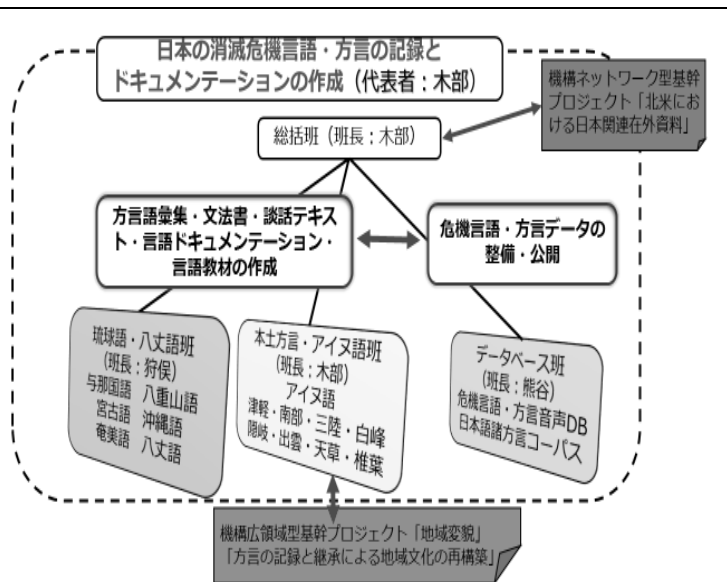 日本の消滅危機言語・方言の記録と
ドキュメンテーションの作成（代表者：木部）
機構ネットワーク型基幹
プロジェクト「北米にお
ける日本関連在外資料」
総括班（班長：木部）
方言語彙集・文法書・談話テキス
ト・言語ドキュメンテーション・
言語教材の作成
危機言語・方言データの
整備・公開
琉球語・八丈語班
（班長：狩俣）
与那国語　八重山語
宮古語　沖縄語
奄美語　八丈語
本土方言・アイヌ語班
（班長：木部）
アイヌ語
津軽・南部・三陸・白峰
隠岐・出雲・天草・椎葉
データベース班
（班長：熊谷）
危機言語・方言音声DB
日本語諸方言コーパス
機構広領域型基幹プロジェクト「地域変貌」
「方言の記録と継承による地域文化の再構築」